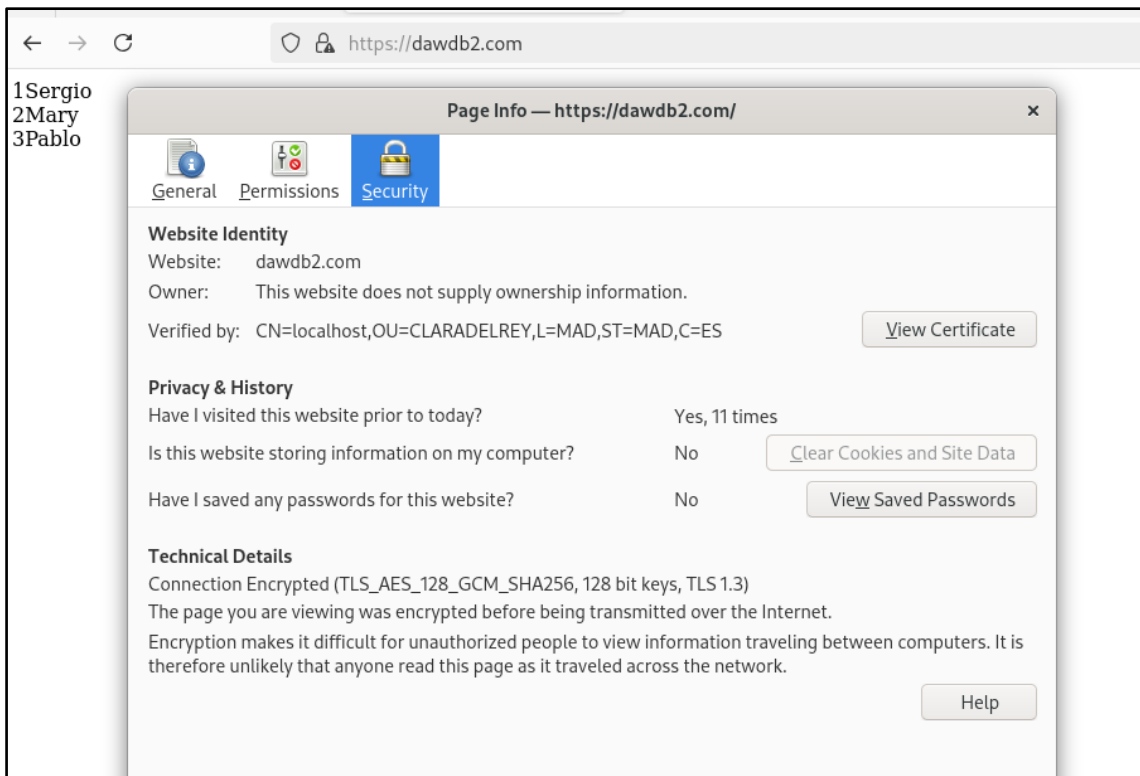 https://dawdb2.com
1Sergio
2Mary
3Pablo
Page Info — https://dawdb2.com/
General Permissions Security
Website Identity
Website: dawdb2.com
Owner: This website does not supply ownership information.
Verified by: CN=localhost,OU=CLARADELREY,L=MAD,ST=MAD,C=ES View Certificate
Privacy & History
Have I visited this website prior to today? Yes, 11 times
Is this website storing information on my computer? No Clear Cookies and Site Data
Have I saved any passwords for this website? No View Saved Passwords
Technical Details
Connection Encrypted (TLS_AES_128_GCM_SHA256, 128 bit keys, TLS 1.3)
The page you are viewing was encrypted before being transmitted over the Internet.
Encryption makes it difficult for unauthorized people to view information traveling between computers. It is
therefore unlikely that anyone read this page as it traveled across the network.
Help